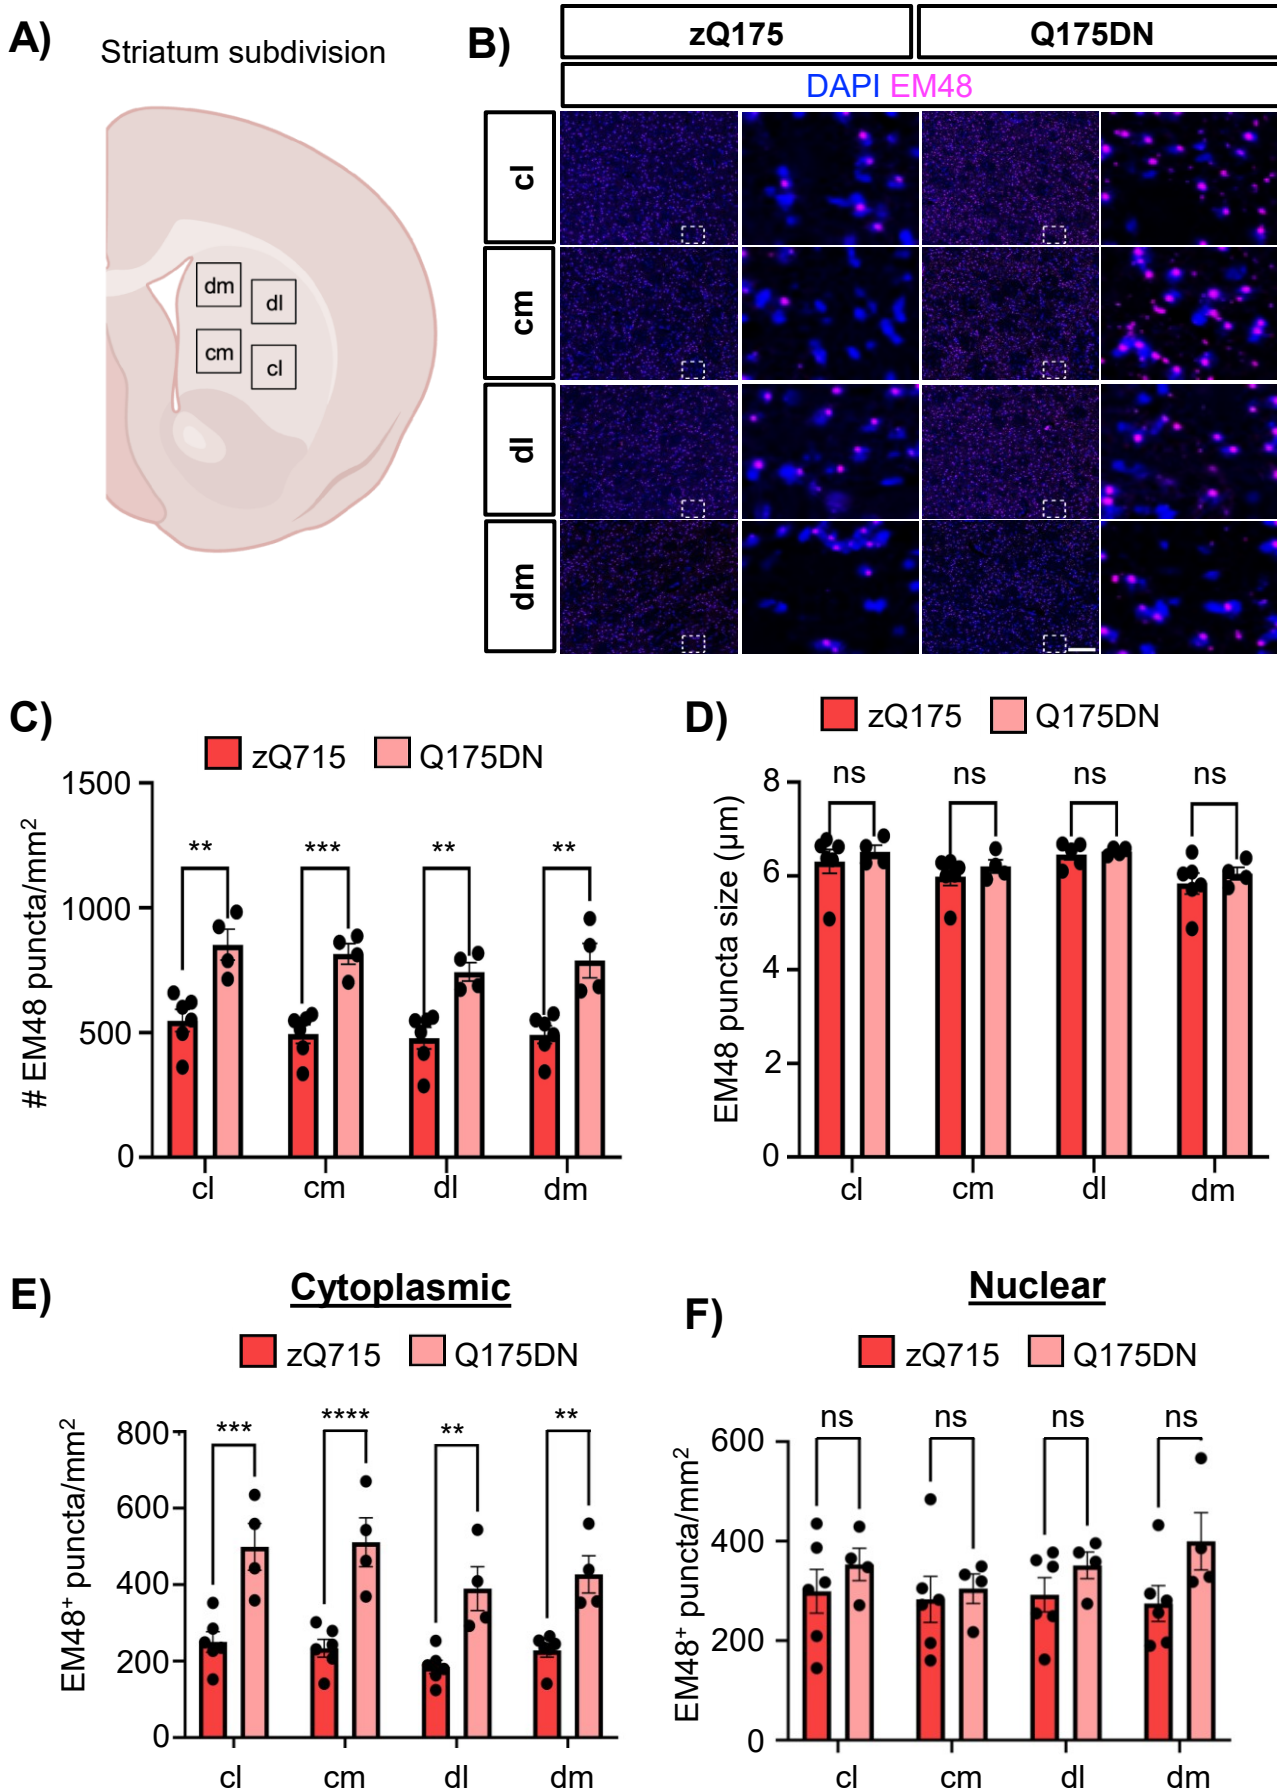 A)
Striatum subdivision
dm
dl
cm
cl
B)
zQ175
Q175DN
DAPI EM48
cl
cm
dl
dm
C)
zQ715
Q175DN
# EM48 puncta/mm²
1500
1000
500
0
**
***
**
**
cl
cm
dl
dm
D)
zQ175
Q175DN
EM48 puncta size (μm)
8
6
4
2
0
ns
ns
ns
ns
cl
cm
dl
dm
E)
Cytoplasmic
zQ715
Q175DN
EM48⁺ puncta/mm²
800
600
400
200
0
***
****
**
**
cl
cm
dl
dm
F)
Nuclear
zQ715
Q175DN
EM48⁺ puncta/mm²
600
400
200
0
ns
ns
ns
ns
cl
cm
dl
dm